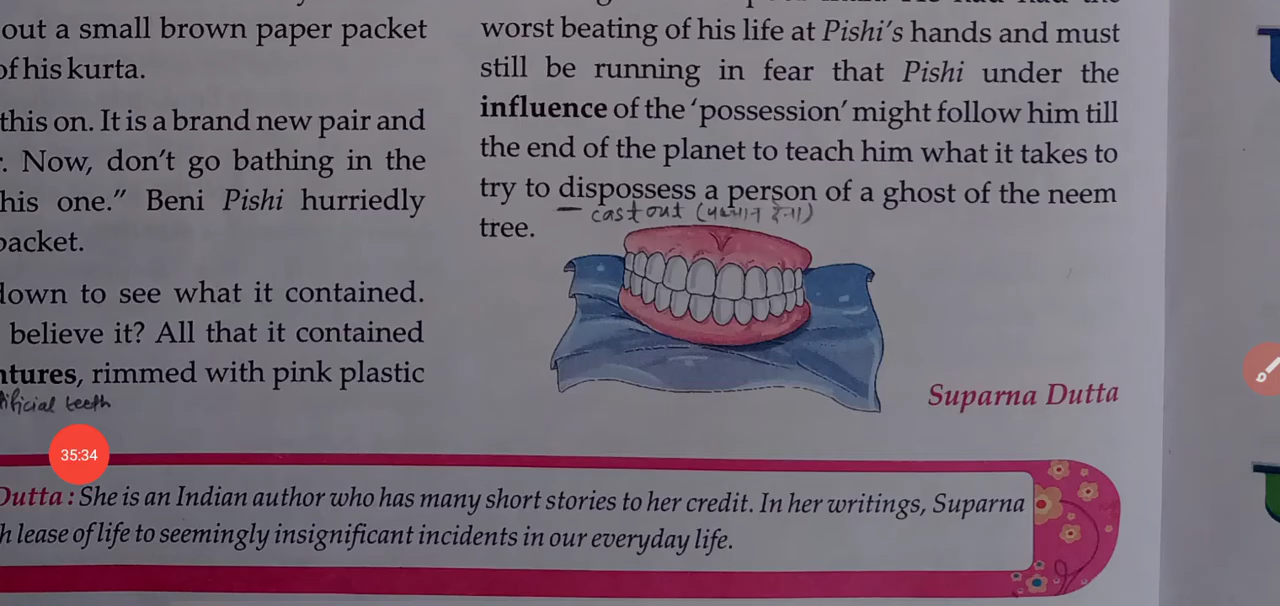 out a small brown paper packet
of his kurta.
this on. It is a brand new pair and
. Now, don't go bathing in the
his one." Beni Pishi hurriedly
packet.
down to see what it contained.
believe it? All that it contained
ntures, rimmed with pink plastic
ificial teeth
worst beating of his life at Pishi's hands and must
still be running in fear that Pishi under the
influence of the 'possession' might follow him till
the end of the planet to teach him what it takes to
try to dispossess a person of a ghost of the neem
— cast out
tree.
Suparna Dutta
35:34
Dutta : She is an Indian author who has many short stories to her credit. In her writings, Suparna
h lease of life to seemingly insignificant incidents in our everyday life.